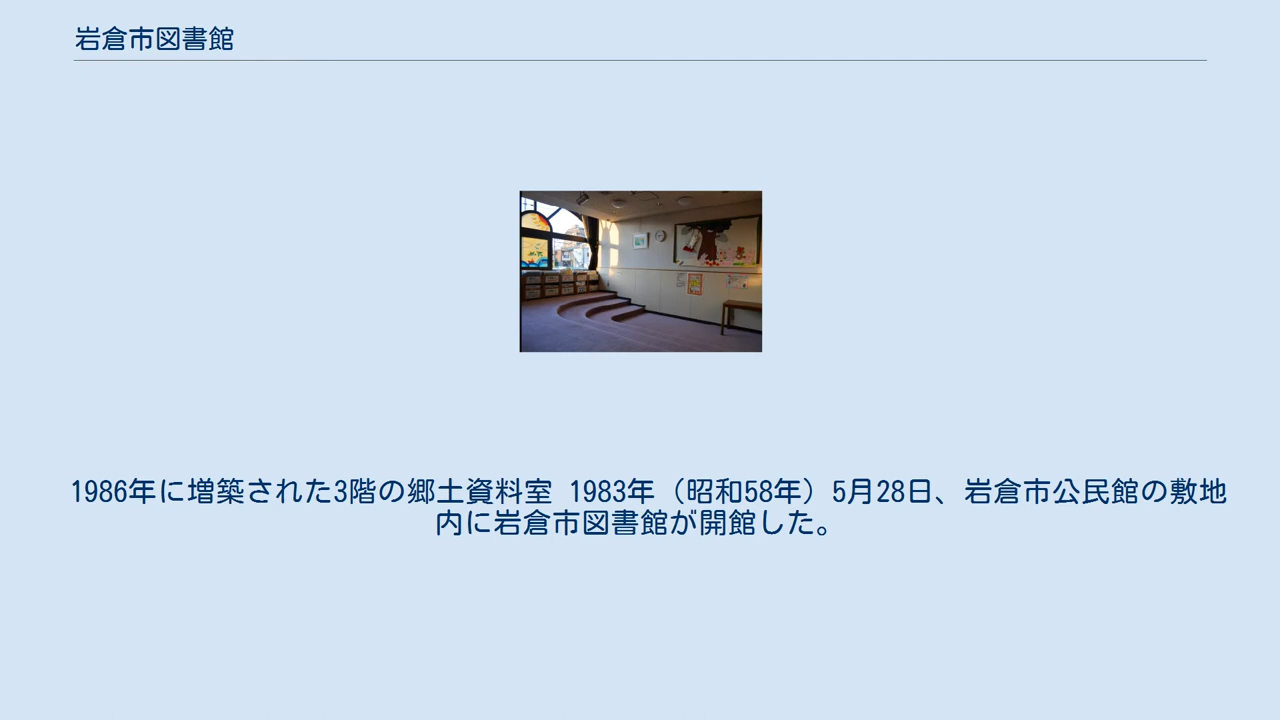 岩倉市図書館
1986年に増築された3階の郷土資料室 1983年（昭和58年）5月28日、岩倉市公民館の敷地
内に岩倉市図書館が開館した。